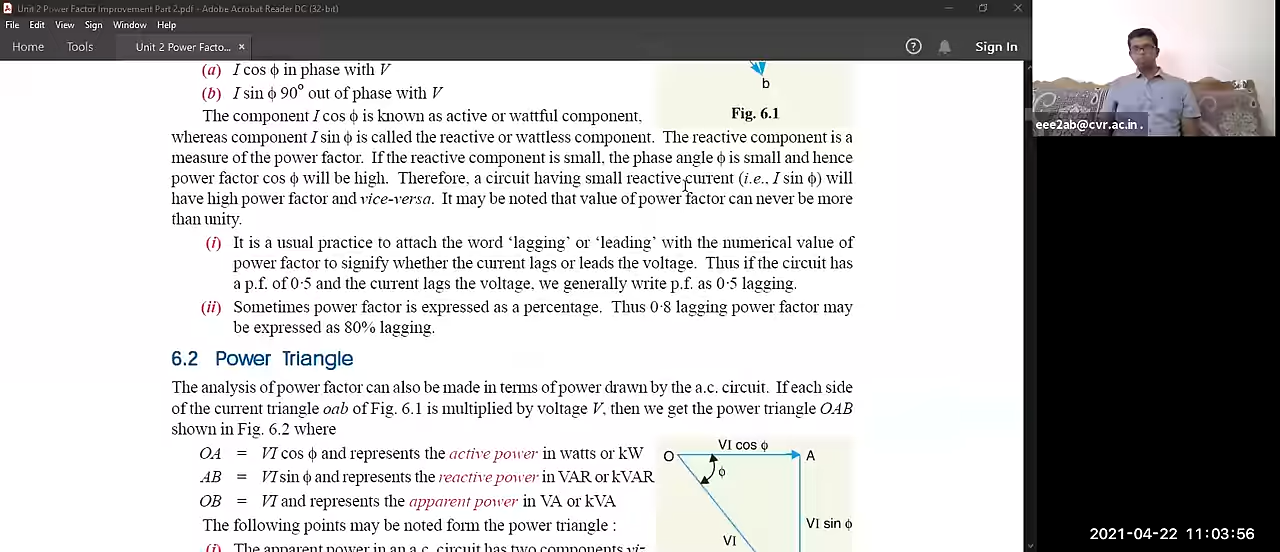 Unit 2 Power Factor Improvement Part 2.pdf - Adobe Acrobat Reader DC (32-bit)
File Edit View Sign Window Help
Home Tools Unit 2 Power Facto... × Sign In
(a) I cos ϕ in phase with V
(b) I sin ϕ 90° out of phase with V
b
The component I cos ϕ is known as active or wattful component,
Fig. 6.1
whereas component I sin ϕ is called the reactive or wattless component. The reactive component is a
measure of the power factor. If the reactive component is small, the phase angle ϕ is small and hence
power factor cos ϕ will be high. Therefore, a circuit having small reactive current (i.e., I sin ϕ) will
have high power factor and vice-versa. It may be noted that value of power factor can never be more
than unity.
(i) It is a usual practice to attach the word ‘lagging’ or ‘leading’ with the numerical value of
power factor to signify whether the current lags or leads the voltage. Thus if the circuit has
a p.f. of 0·5 and the current lags the voltage, we generally write p.f. as 0·5 lagging.
(ii) Sometimes power factor is expressed as a percentage. Thus 0·8 lagging power factor may
be expressed as 80% lagging.
6.2 Power Triangle
The analysis of power factor can also be made in terms of power drawn by the a.c. circuit. If each side
of the current triangle oab of Fig. 6.1 is multiplied by voltage V, then we get the power triangle OAB
shown in Fig. 6.2 where
OA = VI cos ϕ and represents the active power in watts or kW
AB = VI sin ϕ and represents the reactive power in VAR or kVAR
OB = VI and represents the apparent power in VA or kVA
The following points may be noted form the power triangle :
(i) The apparent power in an a.c. circuit has two components viz.,
VI cos ϕ
O A
ϕ
VI sin ϕ
VI
eee2ab@cvr.ac.in .
2021-04-22 11:03:56